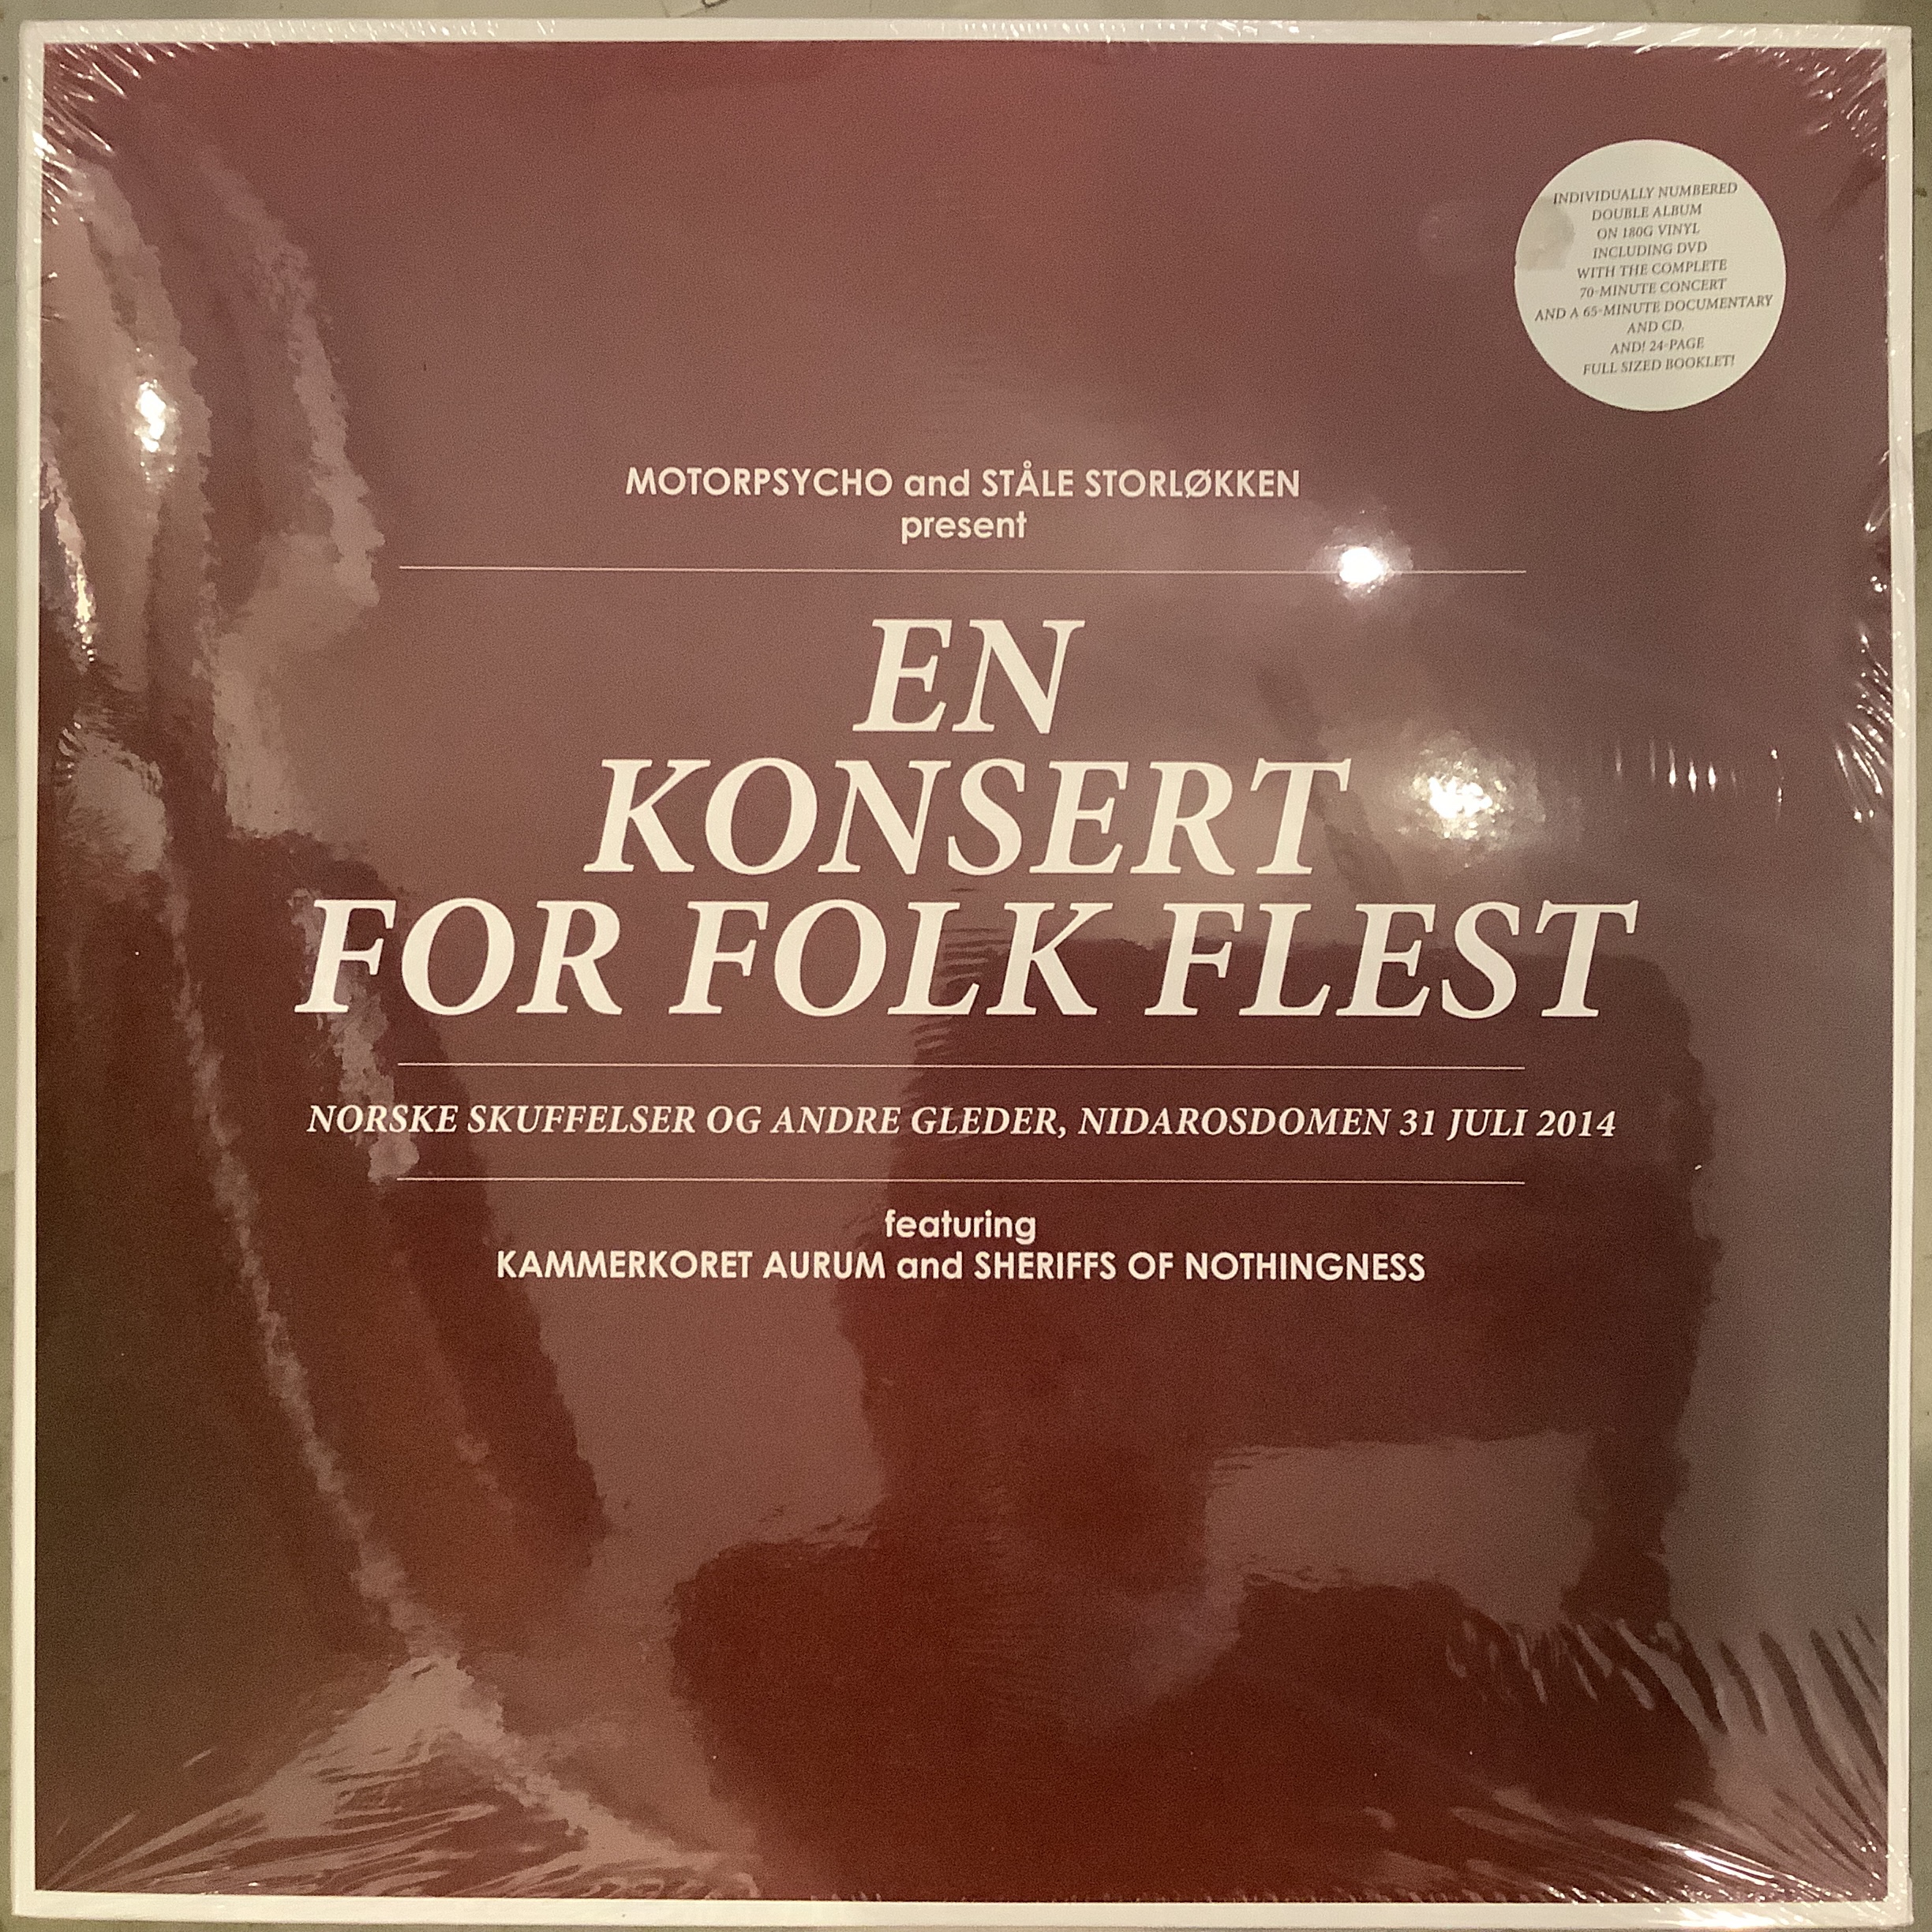 INDIVIDUALLY NUMBERED
DOUBLE ALBUM
ON 180G VINYL
INCLUDING DVD
WITH THE COMPLETE
70-MINUTE CONCERT
AND A 65-MINUTE DOCUMENTARY
AND CD.
AND! 24-PAGE
FULL SIZED BOOKLET!
MOTORPSYCHO and STÅLE STORLØKKEN
present
EN
KONSERT
FOR FOLK FLEST
NORSKE SKUFFELSER OG ANDRE GLEDER, NIDAROSDOMEN 31 JULI 2014
featuring
KAMMERKORET AURUM and SHERIFFS OF NOTHINGNESS